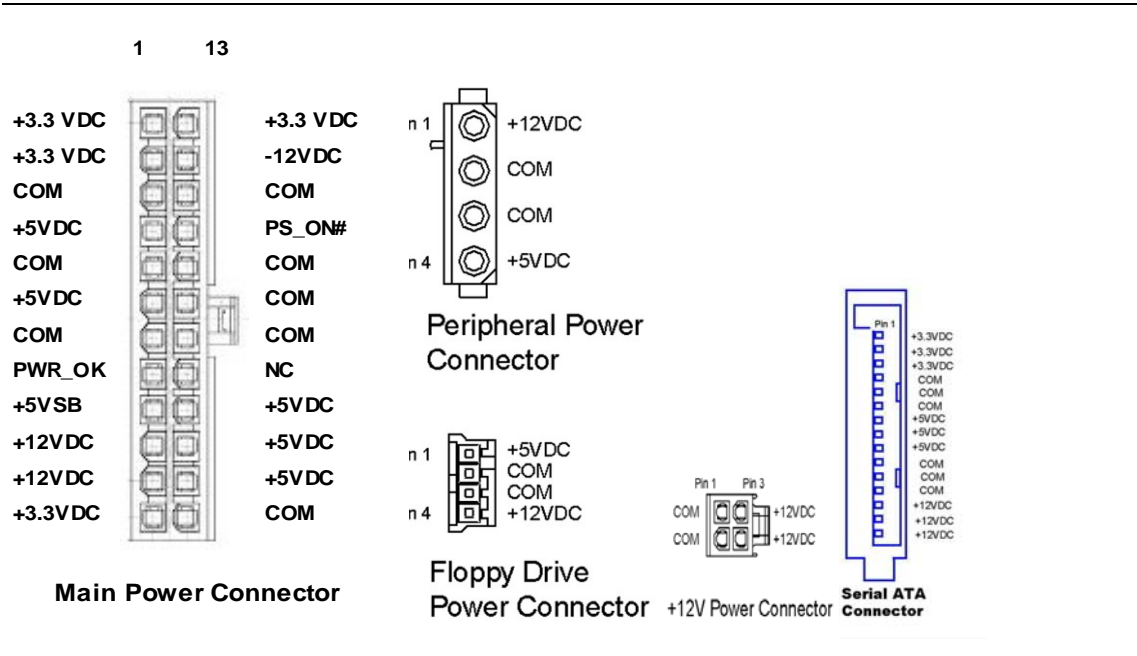 1 13
+3.3 VDC
+3.3 VDC
COM
+5VDC
COM
+5VDC
COM
PWR_OK
+5VSB
+12VDC
+12VDC
+3.3VDC
+3.3 VDC
-12VDC
COM
PS_ON#
COM
COM
COM
NC
+5VDC
+5VDC
+5VDC
COM
Main Power Connector
n 1 +12VDC
COM
COM
n 4 +5VDC
Peripheral Power
Connector
n 1 +5VDC
COM
COM
n 4 +12VDC
Floppy Drive
Power Connector
Pin 1 Pin 3
COM +12VDC
COM +12VDC
+12V Power Connector
Pin 1
+3.3VDC
+3.3VDC
+3.3VDC
COM
COM
COM
+5VDC
+5VDC
+5VDC
COM
COM
COM
+12VDC
+12VDC
+12VDC
Serial ATA
Connector